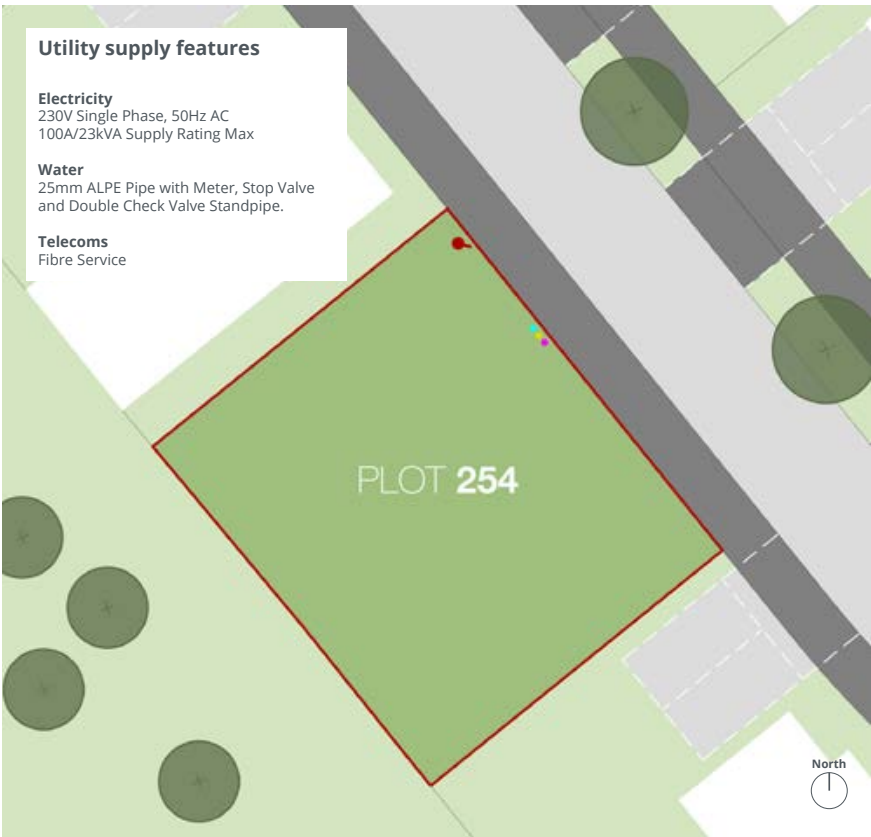 Utility supply features
Electricity
230V Single Phase, 50Hz AC
100A/23kVA Supply Rating Max
Water
25mm ALPE Pipe with Meter, Stop Valve
and Double Check Valve Standpipe.
Telecoms
Fibre Service
PLOT 254
North